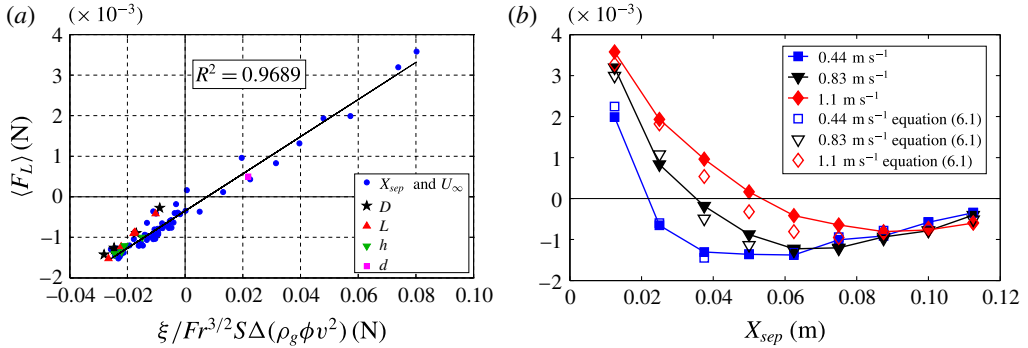 (a)
(× 10⁻³)
4
3
2
1
0
−1
−2
⟨F_L⟩ (N)
R² = 0.9689
X_sep and U_∞
D
L
h
d
−0.04
−0.02
0
0.02
0.04
0.06
0.08
0.10
ξ/Fr^{3/2}SΔ(ρ_gϕv²) (N)
(b)
(× 10⁻³)
4
3
2
1
0
−1
−2
0.44 m s⁻¹
0.83 m s⁻¹
1.1 m s⁻¹
0.44 m s⁻¹ equation (6.1)
0.83 m s⁻¹ equation (6.1)
1.1 m s⁻¹ equation (6.1)
0
0.02
0.04
0.06
0.08
0.10
0.12
X_sep (m)